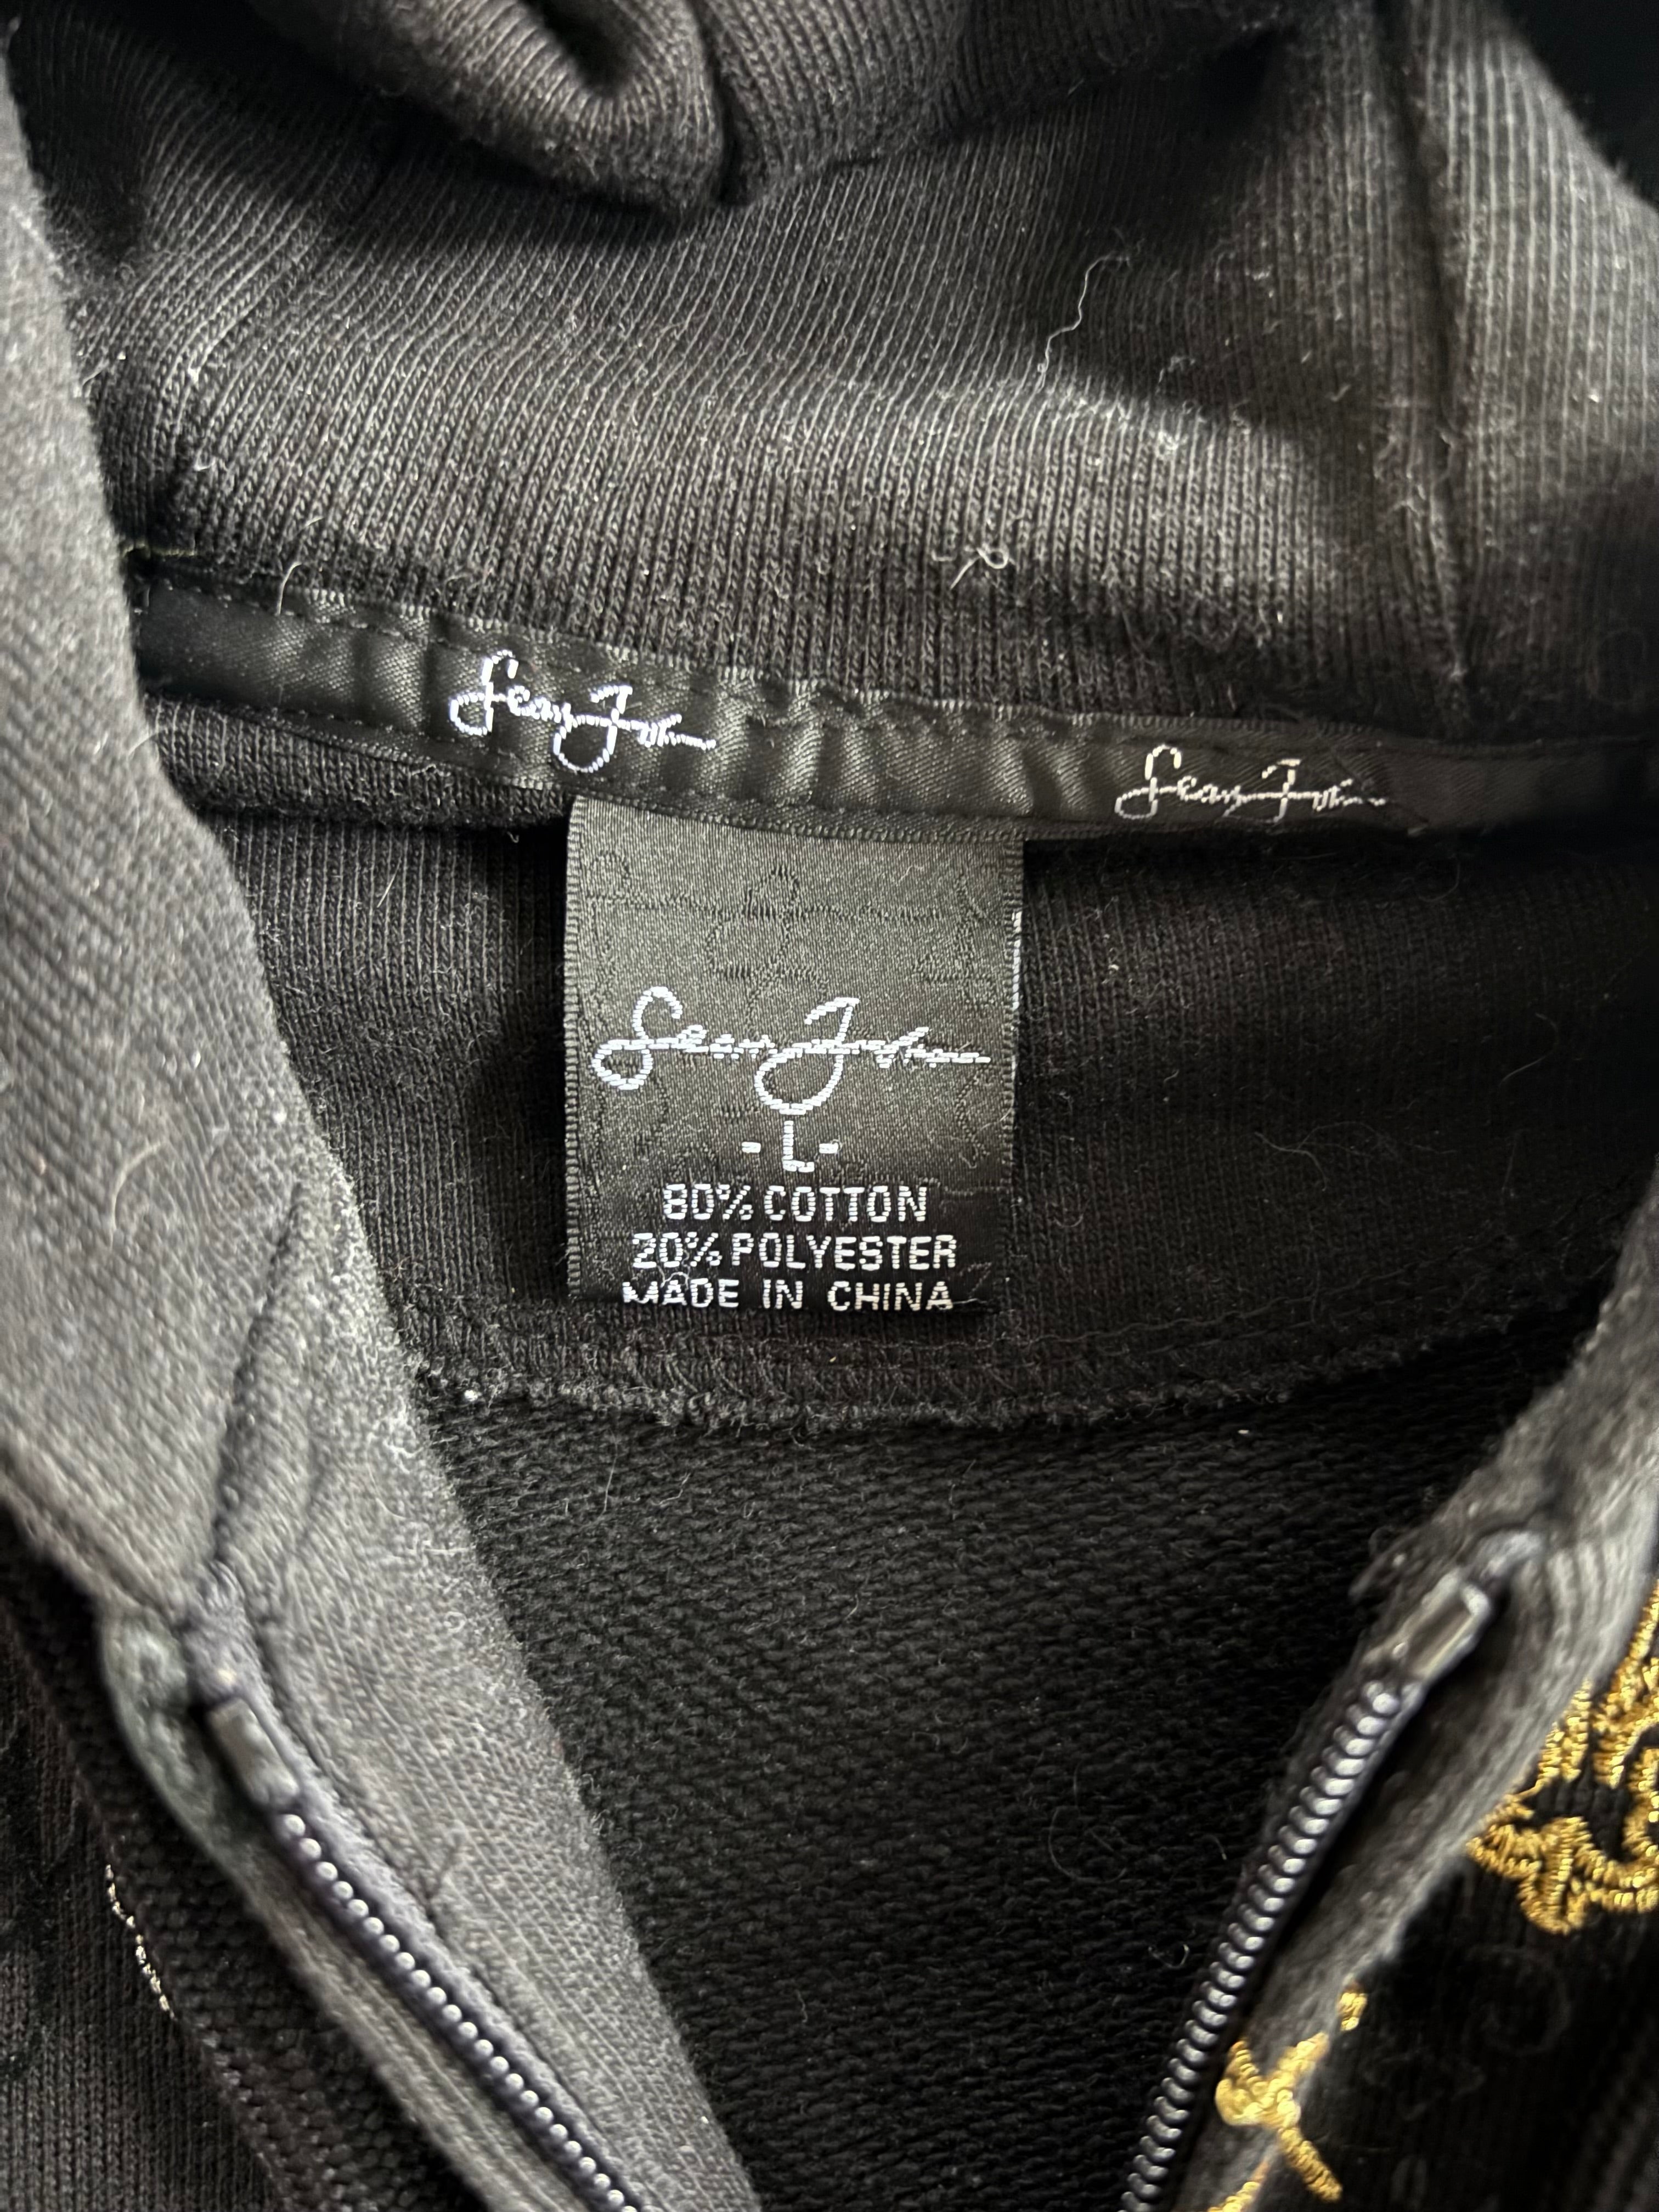 Sean John
Sean John
Sean John
-L-
80% COTTON
20% POLYESTER
MADE IN CHINA